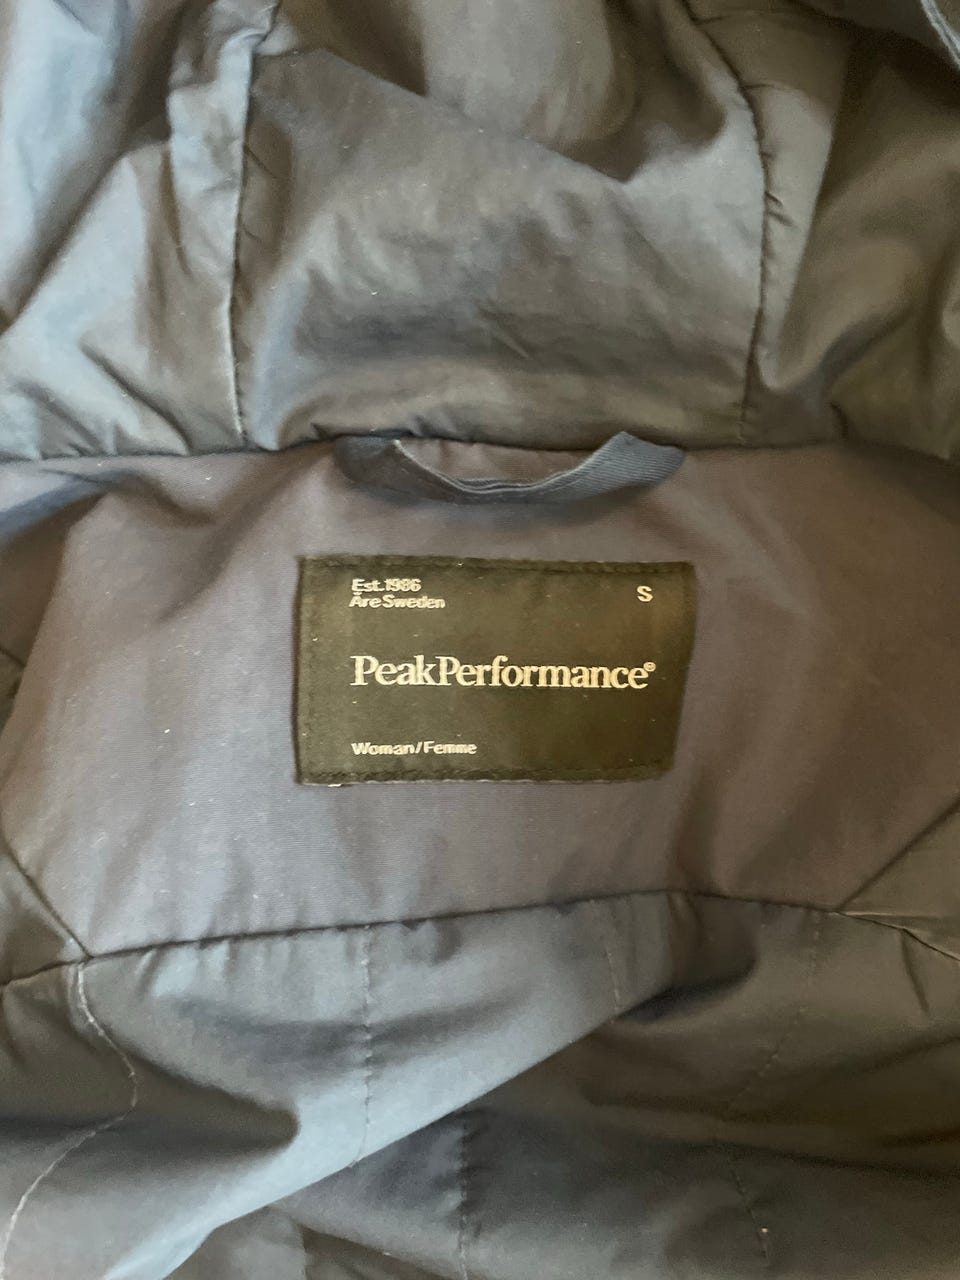 Est.1986
Åre Sweden
S
PeakPerformance®
Woman/Femme